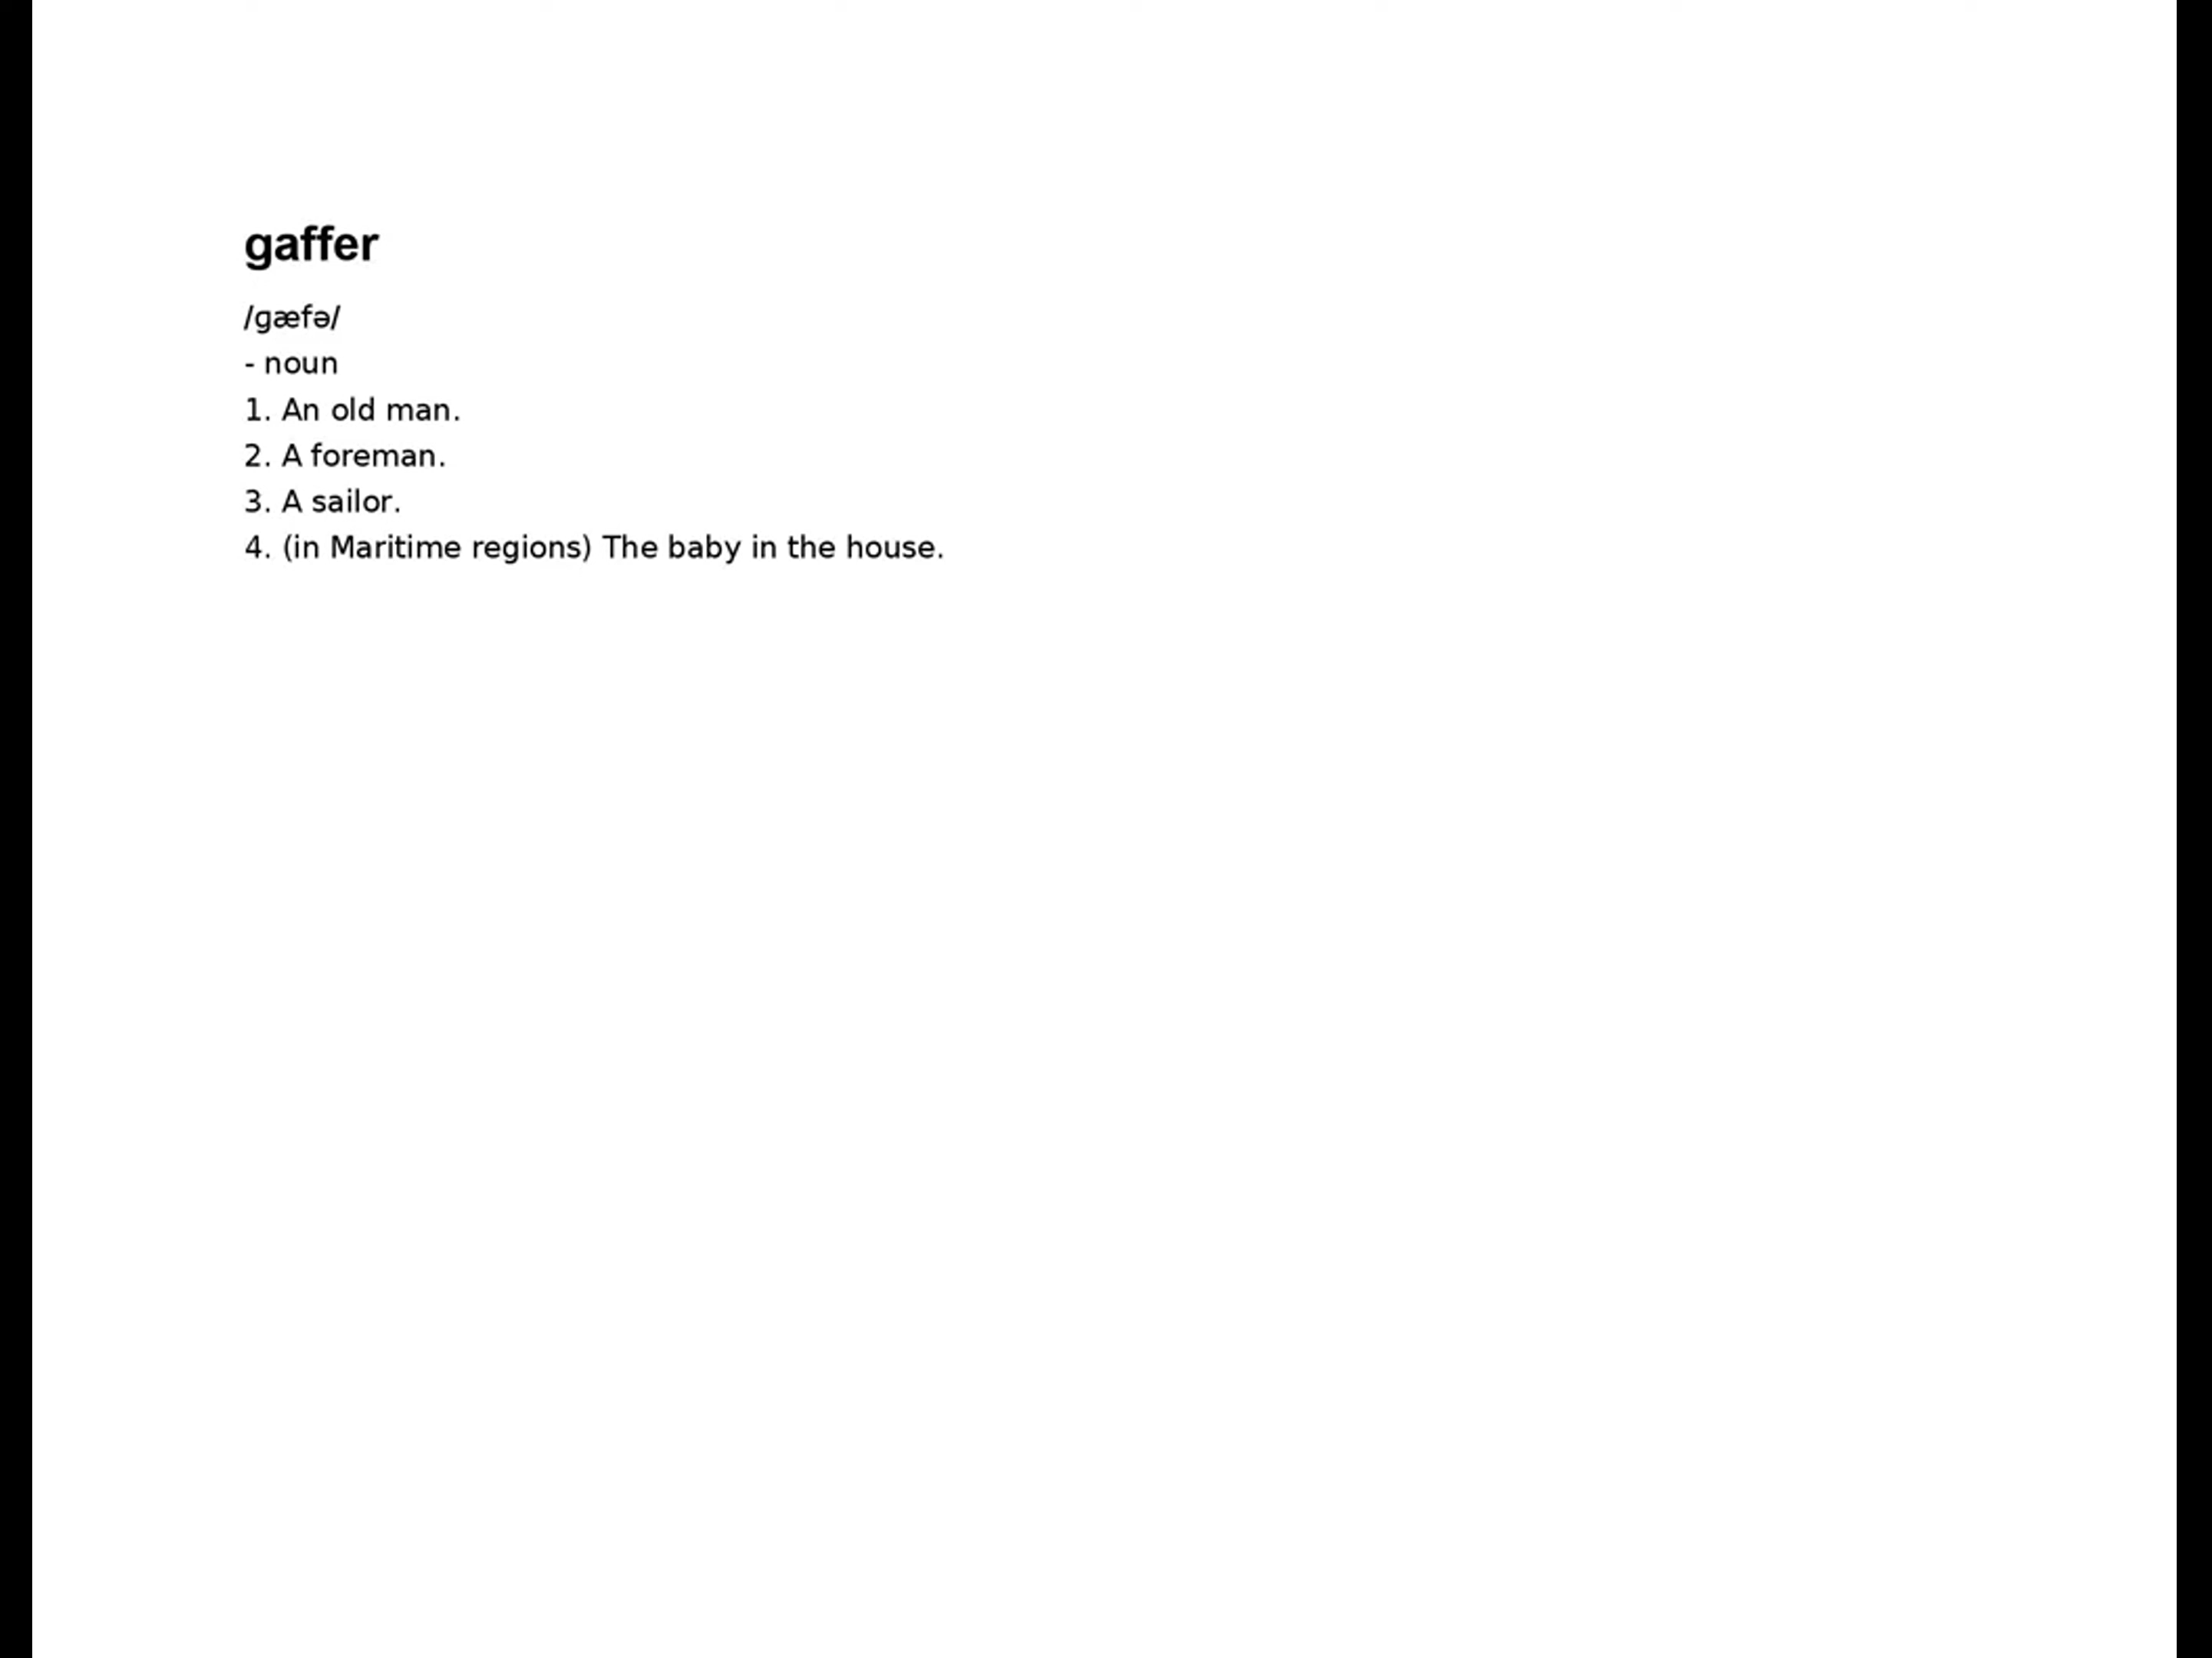 gaffer
/gæfə/
- noun
1. An old man.
2. A foreman.
3. A sailor.
4. (in Maritime regions) The baby in the house.